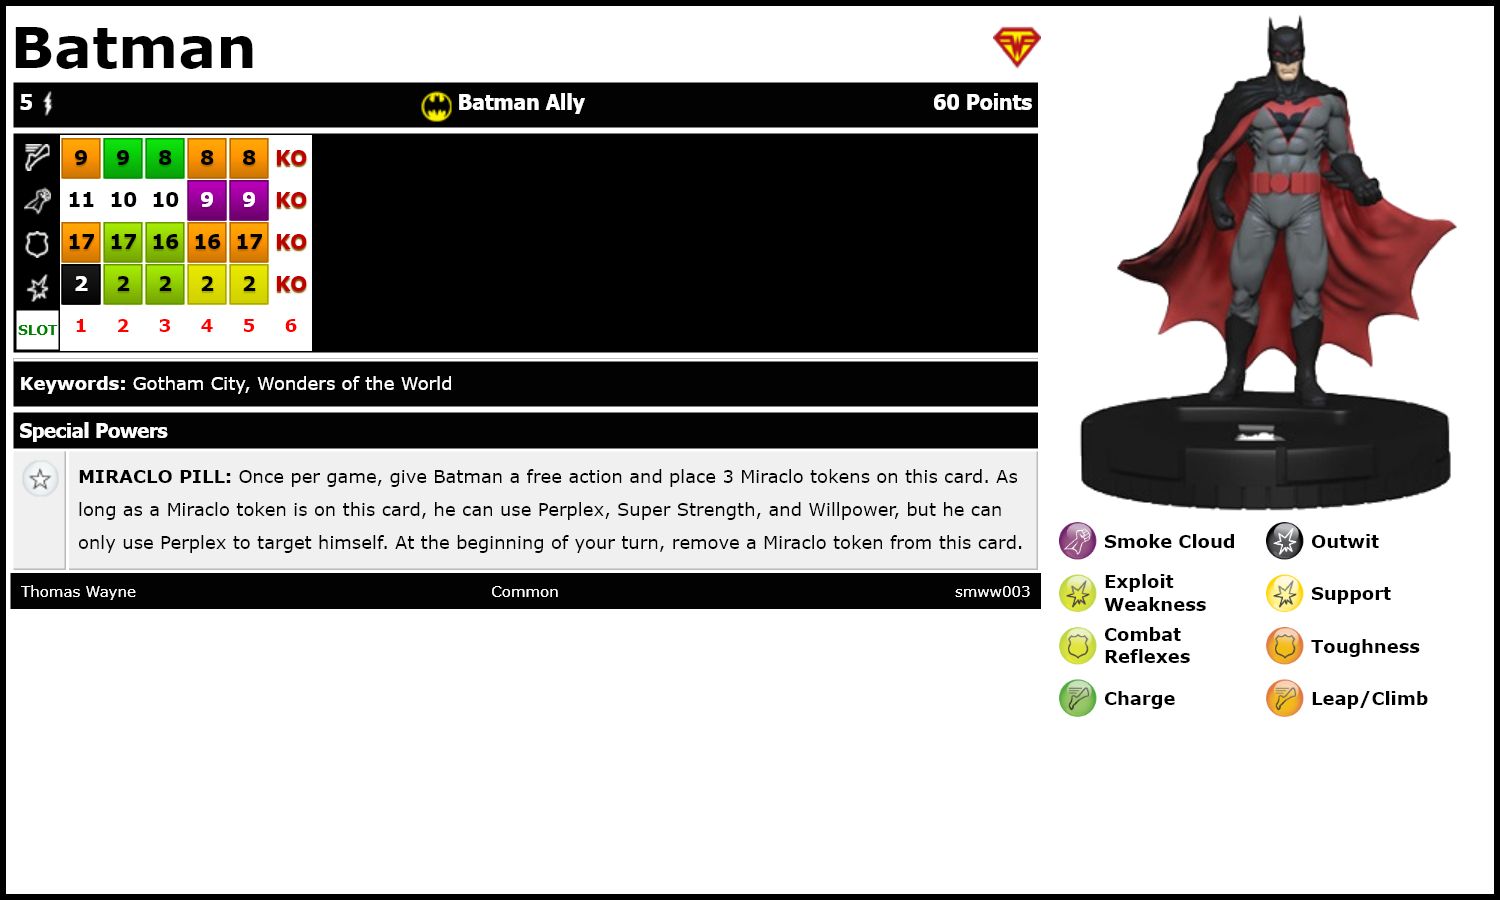 Batman
5 Batman Ally 60 Points
9 9 8 8 8 KO
11 10 10 9 9 KO
17 17 16 16 17 KO
2 2 2 2 2 KO
SLOT 1 2 3 4 5 6
Keywords: Gotham City, Wonders of the World
Special Powers
MIRACLO PILL: Once per game, give Batman a free action and place 3 Miraclo tokens on this card. As
long as a Miraclo token is on this card, he can use Perplex, Super Strength, and Willpower, but he can
only use Perplex to target himself. At the beginning of your turn, remove a Miraclo token from this card.
Thomas Wayne Common smww003
Smoke Cloud
Outwit
Exploit
Weakness
Support
Combat
Reflexes
Toughness
Charge
Leap/Climb